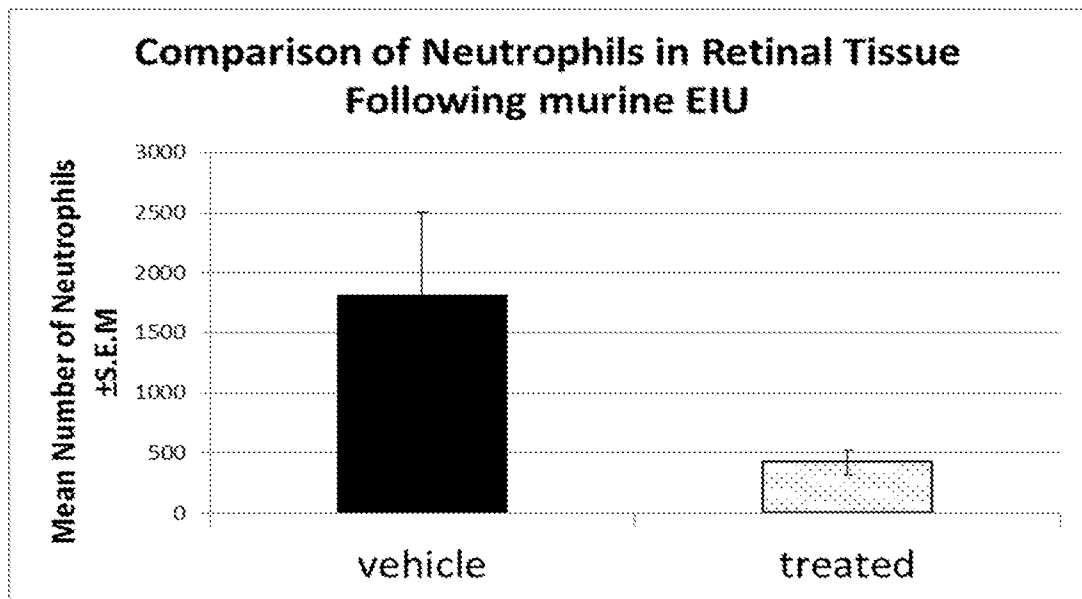 Comparison of Neutrophils in Retinal Tissue
Following murine EIU
Mean Number of Neutrophils
±S.E.M
3000
2500
2000
1500
1000
500
0
vehicle
treated